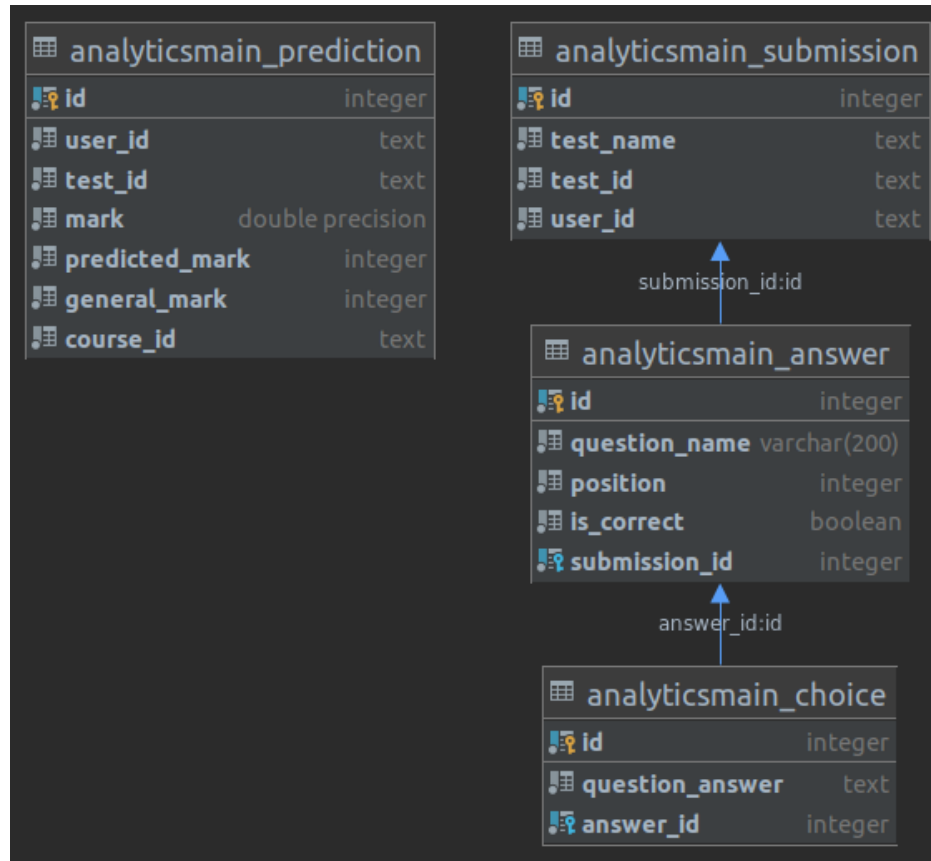 analyticsmain_prediction
id integer
user_id text
test_id text
mark double precision
predicted_mark integer
general_mark integer
course_id text
analyticsmain_submission
id integer
test_name text
test_id text
user_id text
submission_id:id
analyticsmain_answer
id integer
question_name varchar(200)
position integer
is_correct boolean
submission_id integer
answer_id:id
analyticsmain_choice
id integer
question_answer text
answer_id integer